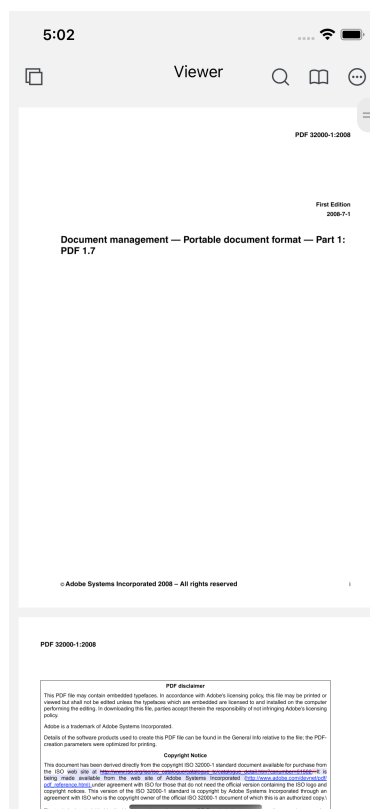 5:02
Viewer
PDF 32000-1:2008
First Edition
2008-7-1
Document management — Portable document format — Part 1:
PDF 1.7
© Adobe Systems Incorporated 2008 – All rights reserved
i
PDF 32000-1:2008
PDF disclaimer
This PDF file may contain embedded typefaces. In accordance with Adobe's licensing policy, this file may be printed or
viewed but shall not be edited unless the typefaces which are embedded are licensed to and installed on the computer
performing the editing. In downloading this file, parties accept therein the responsibility of not infringing Adobe's licensing
policy.
Adobe is a trademark of Adobe Systems Incorporated.
Details of the software products used to create this PDF file can be found in the General Info relative to the file; the PDF-
creation parameters were optimized for printing.
Copyright Notice
This document has been derived directly from the copyright ISO 32000-1 standard document available for purchase from
the ISO web site at It is
being made available from the web site of Adobe Systems Incorporated (http://www.adobe.com/devnet/pdf/
pdf_reference.html) under agreement with ISO for those that do not need the official version containing the ISO logo and
copyright notices. This version of the ISO 32000-1 standard is copyright by Adobe Systems Incorporated through an
agreement with ISO who is the copyright owner of the official ISO 32000-1 document of which this is an authorized copy.